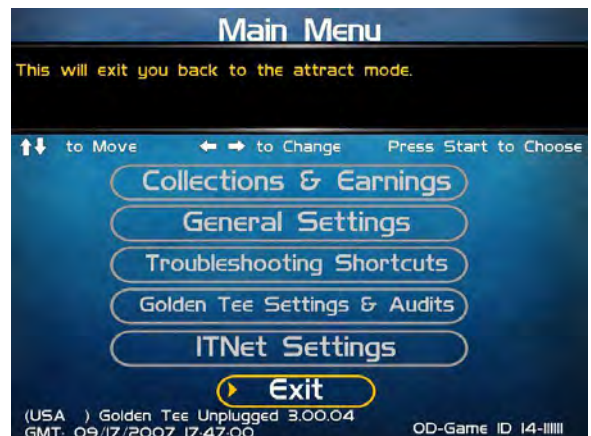 Main Menu
This will exit you back to the attract mode.
to Move to Change Press Start to Choose
Collections & Earnings
General Settings
Troubleshooting Shortcuts
Golden Tee Settings & Audits
ITNet Settings
Exit
(USA ) Golden Tee Unplugged 3.00.04
GMT: 09/17/2007 17:47:00 OD-Game ID 14-111111